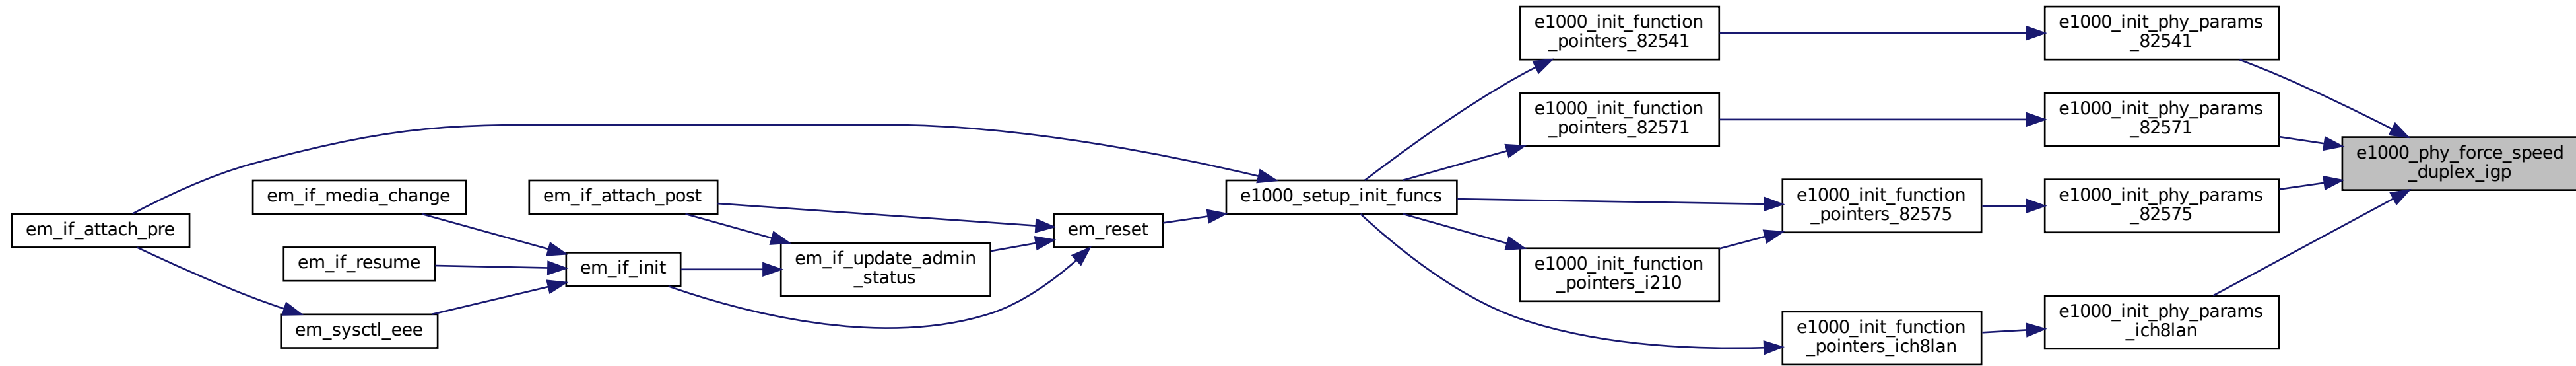 em_if_attach_pre
em_if_media_change
em_if_resume
em_sysctl_eee
em_if_attach_post
em_if_init
em_if_update_admin
_status
em_reset
e1000_setup_init_funcs
e1000_init_function
_pointers_82541
e1000_init_function
_pointers_82571
e1000_init_function
_pointers_i210
e1000_init_function
_pointers_82575
e1000_init_function
_pointers_ich8lan
e1000_init_phy_params
_82541
e1000_init_phy_params
_82571
e1000_init_phy_params
_82575
e1000_init_phy_params
_ich8lan
e1000_phy_force_speed
_duplex_igp